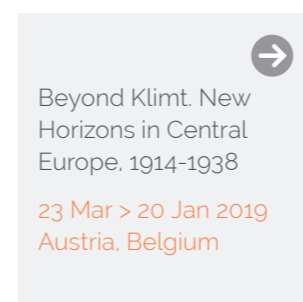 Beyond Klimt. New
Horizons in Central
Europe, 1914-1938
23 Mar > 20 Jan 2019
Austria, Belgium